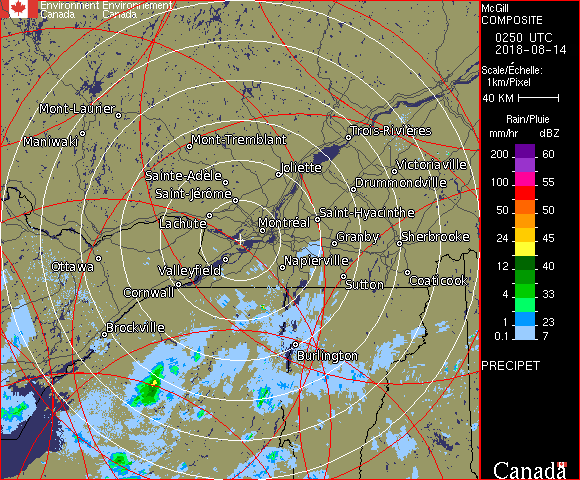 Environment Environnement
Canada Canada
McGill
COMPOSITE
0250 UTC
2018-08-14
Scale/Échelle:
1km/Pixel
40 KM
Rain/Pluie
mm/hr dBZ
200 60
155
100 55
50 50
24 45
12 40
4 33
1 23
0.1 7
PRECIPET
Canada
Mont-Laurier
Maniwaki
Mont-Tremblant
Trois-Rivières
Sainte-Adèle
Joliette
Victoriaville
Saint-Jérôme
Drummondville
Lachute
Montréal
Saint-Hyacinthe
Granby
Sherbrooke
Ottawa
Valleyfield
Napierville
Cornwall
Sutton
Coaticook
Brockville
Burlington